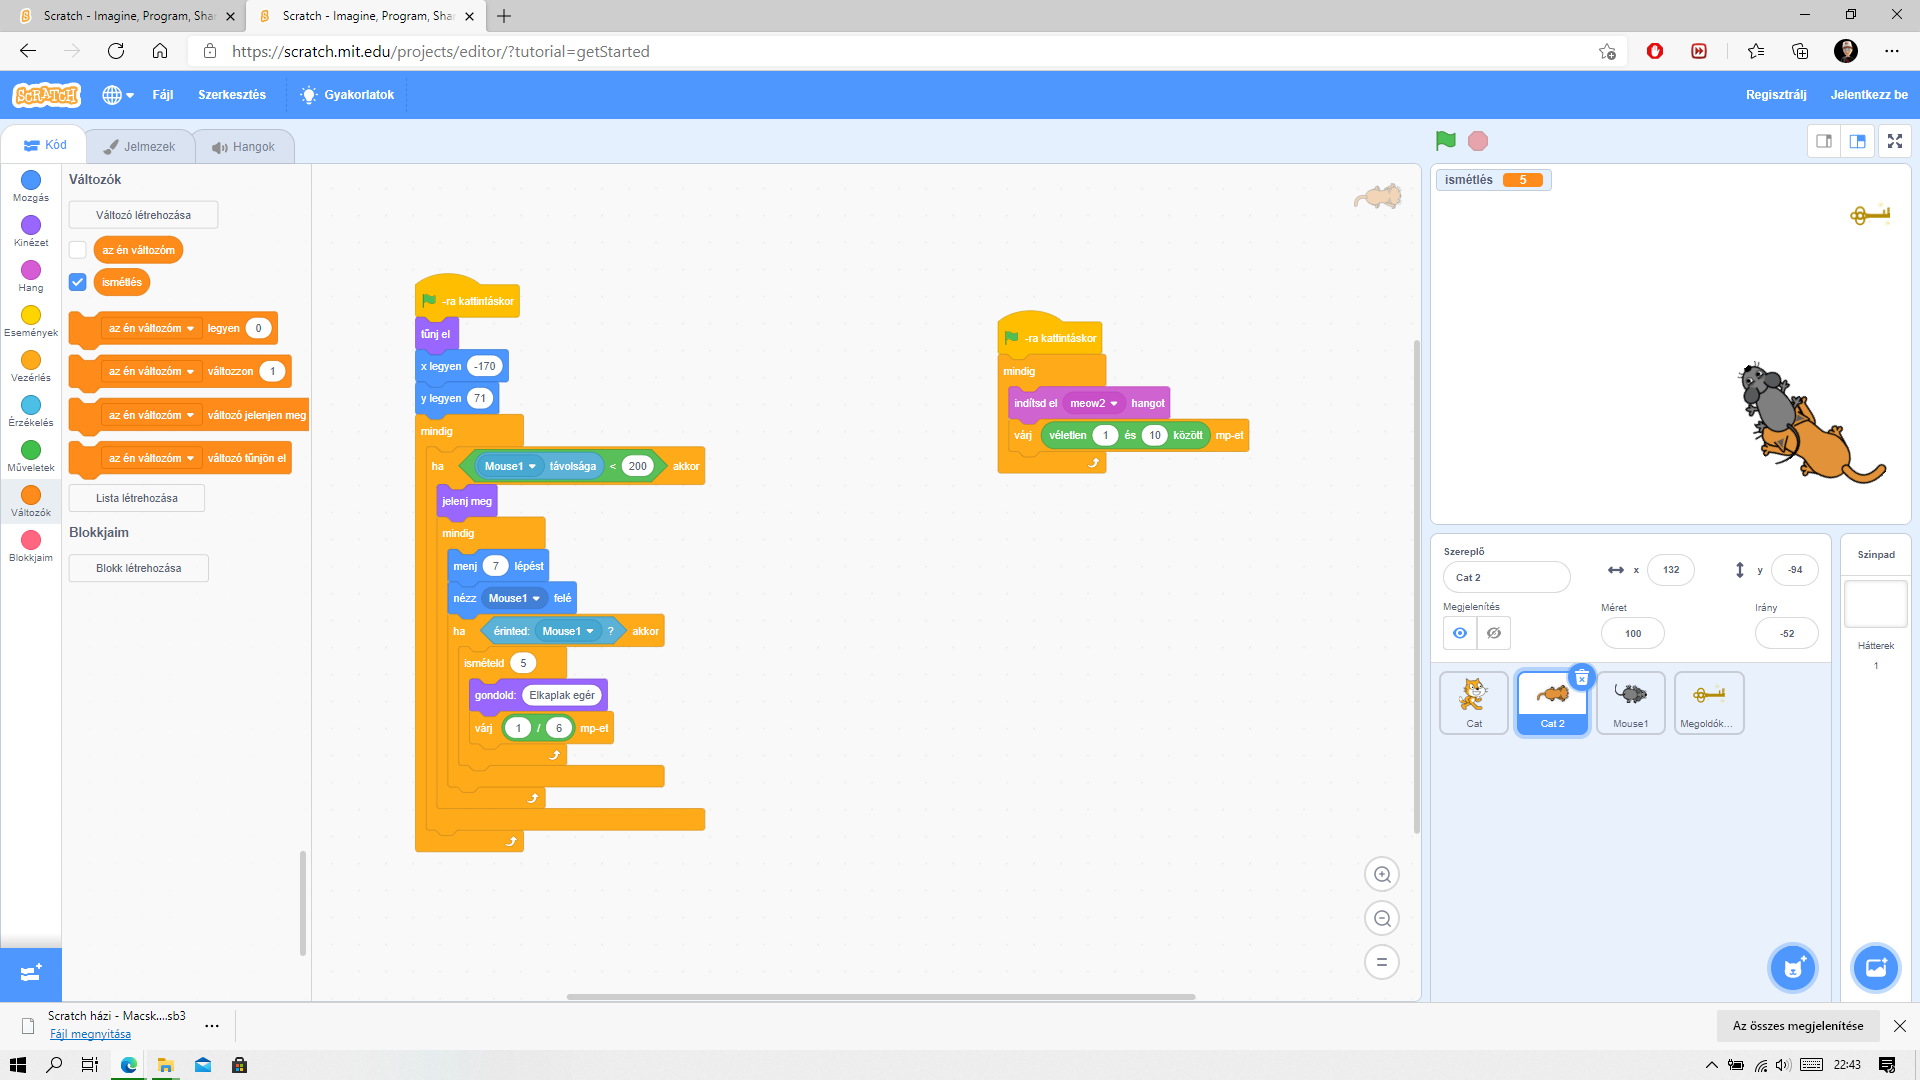 Scratch - Imagine, Program, Shar
Scratch - Imagine, Program, Shar
https://scratch.mit.edu/projects/editor/?tutorial=getStarted
SCRATCH
Fájl
Szerkesztés
Gyakorlatok
Regisztrálj
Jelentkezz be
Kód
Jelmezek
Hangok
Mozgás
Kinézet
Hang
Események
Vezérlés
Érzékelés
Műveletek
Változók
Blokkjaim
Változók
Változó létrehozása
az én változóm
ismétlés
az én változóm legyen 0
az én változóm változzon 1
az én változóm változó jelenjen meg
az én változóm változó tűnjön el
Lista létrehozása
Blokkjaim
Blokk létrehozása
-ra kattintáskor
tűnj el
x legyen -170
y legyen 71
mindig
ha Mouse1 távolsága < 200 akkor
jelenj meg
mindig
menj 7 lépést
nézz Mouse1 felé
ha érinted: Mouse1 ? akkor
ismételd 5
gondold: Elkaplak egér
várj 1 / 6 mp-et
-ra kattintáskor
mindig
indítsd el meow2 hangot
várj véletlen 1 és 10 között mp-et
ismétlés 5
Szereplő
Cat 2
x 132
y -94
Megjelenítés
Méret
100
Irány
-52
Cat
Cat 2
Mouse1
Megoldók...
Színpad
Hátterek
1
Scratch házi - Macsk....sb3
Fájl megnyitása
Az összes megjelenítése
22:43